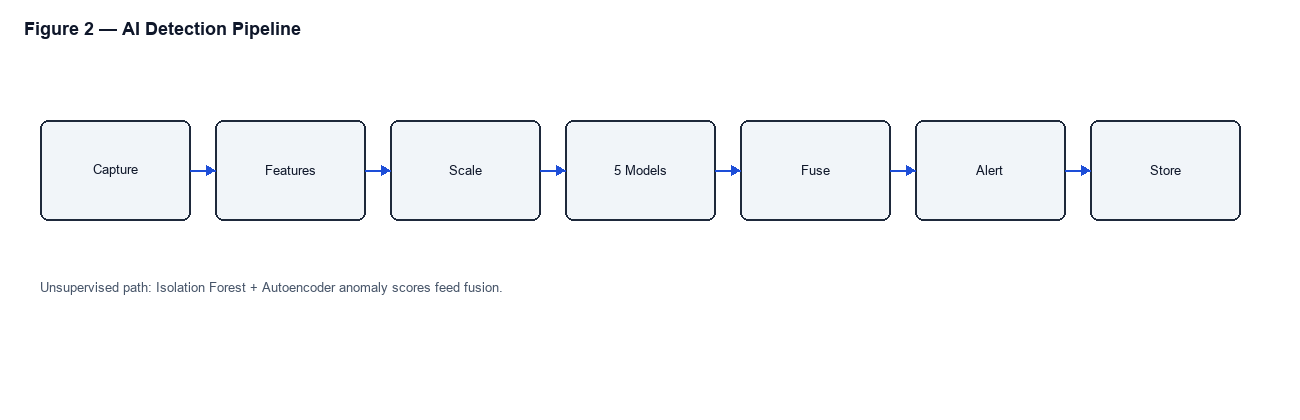 Figure 2 — AI Detection Pipeline
Capture
Features
Scale
5 Models
Fuse
Alert
Store
Unsupervised path: Isolation Forest + Autoencoder anomaly scores feed fusion.